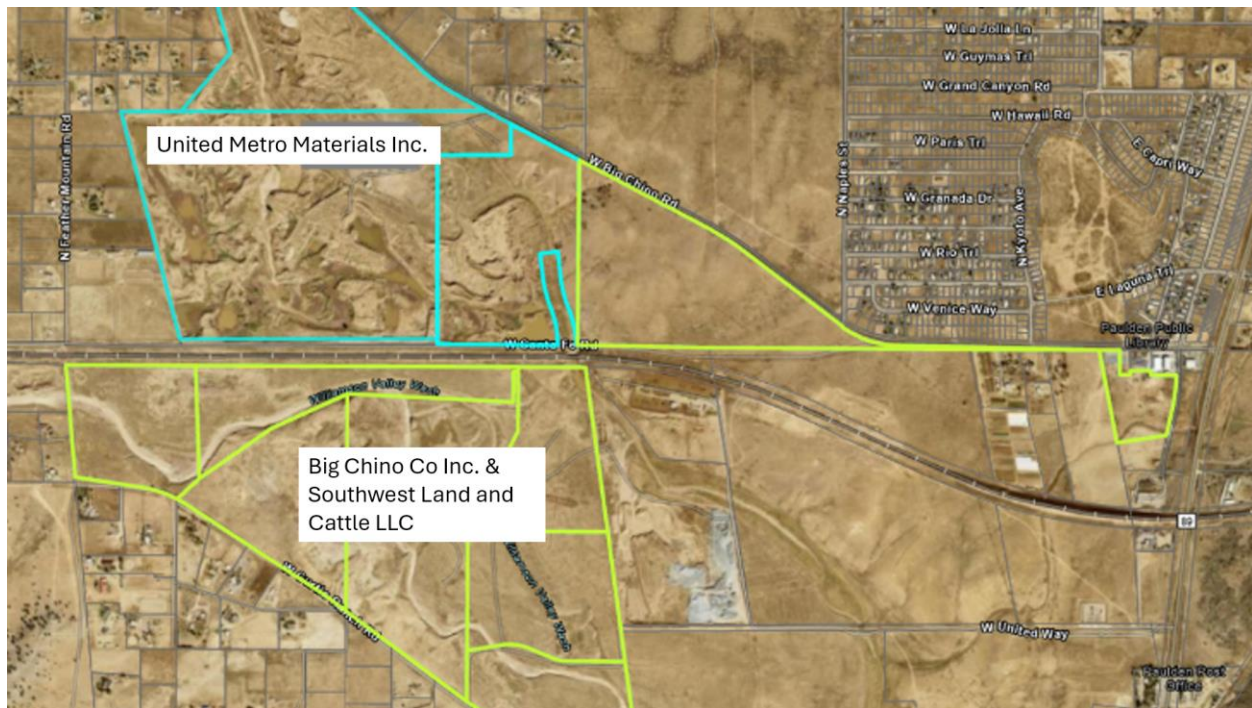 W La Jolla Ln
W Guymas Trl
W Grand Canyon Rd
W Hawaii Rd
United Metro Materials Inc.
N Feather Mountain Rd
W Paris Trl
E Capri Way
W Big Chino Rd
N Naples St
W Granada Dr
N Kyoto Ave
W Rio Trl
E Laguna Trl
W Venice Way
Paulden Public
Library
W Santa Fe Rd
Williamson Valley Wash
Big Chino Co Inc. &
Southwest Land and
Cattle LLC
89
Williamson Valley Wash
W United Way
Paulden Post
Office